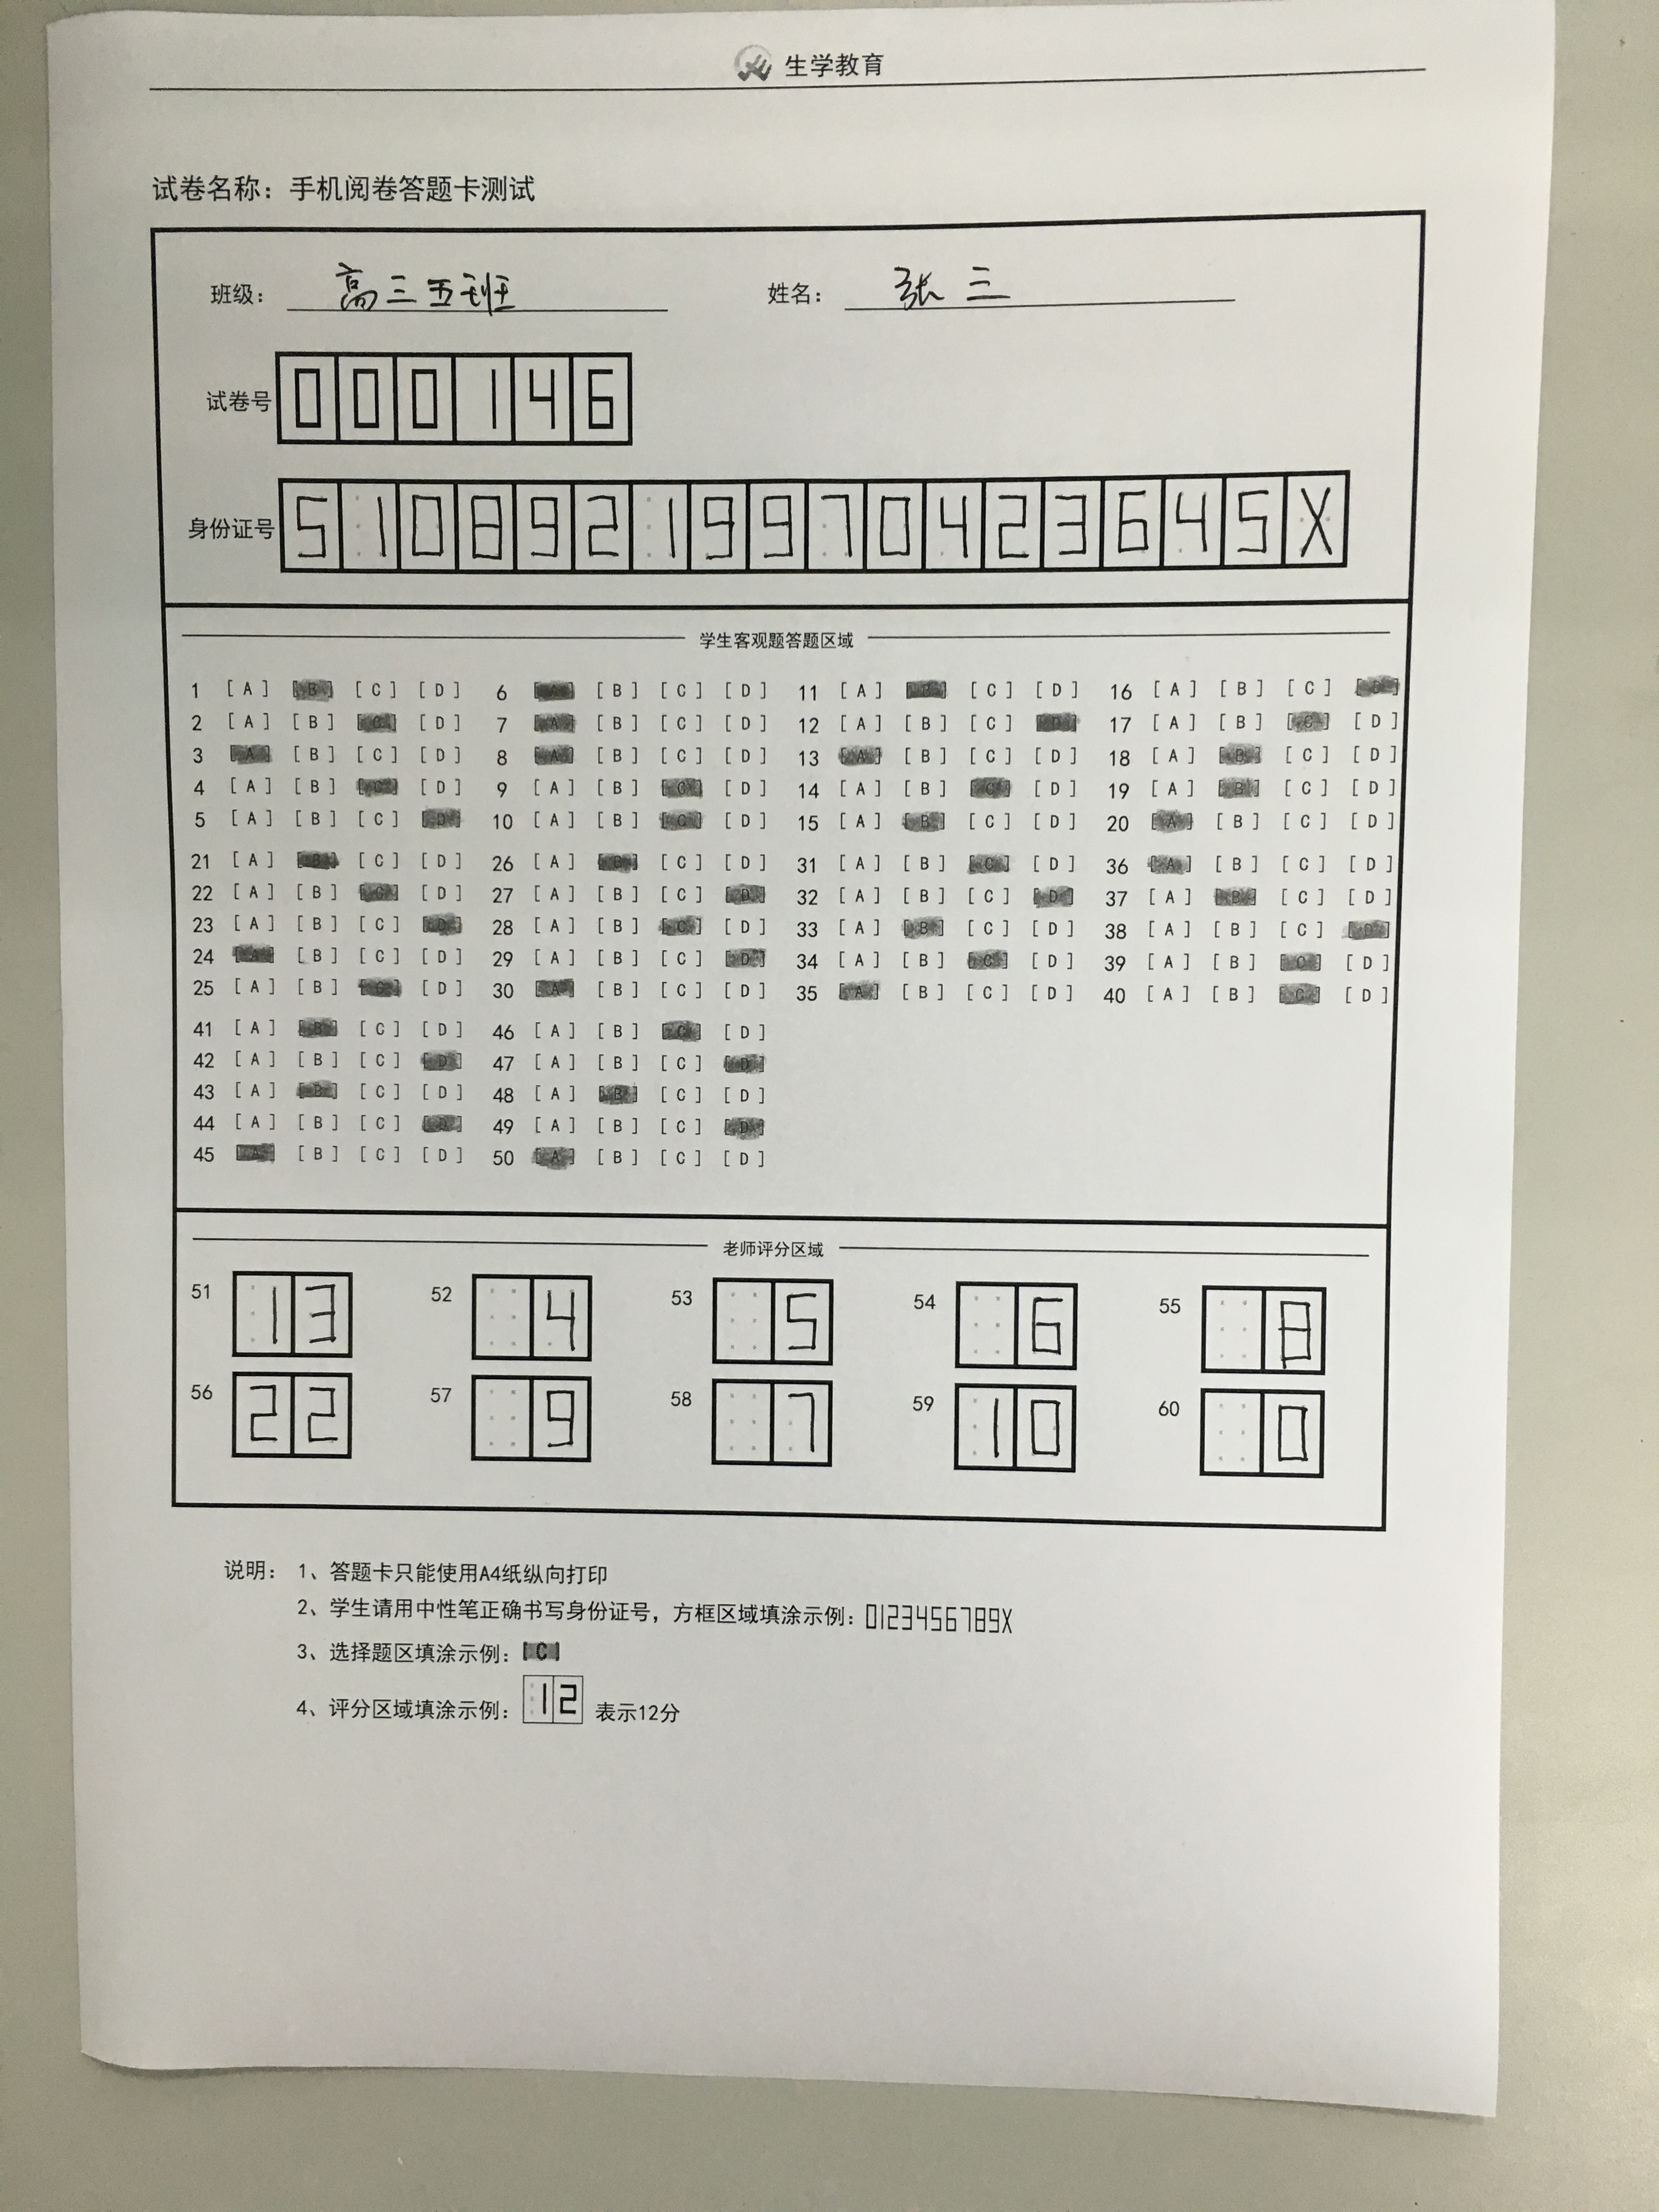 生学教育
试卷名称：手机阅卷答题卡测试
班级： 高三五班 姓名： 张三
试卷号 000146
身份证号 51089219970423645X
学生客观题答题区域
1 [A] [B] [C] [D] 6 [A] [B] [C] [D] 11 [A] [B] [C] [D] 16 [A] [B] [C] [D]
2 [A] [B] [C] [D] 7 [A] [B] [C] [D] 12 [A] [B] [C] [D] 17 [A] [B] [C] [D]
3 [A] [B] [C] [D] 8 [A] [B] [C] [D] 13 [A] [B] [C] [D] 18 [A] [B] [C] [D]
4 [A] [B] [C] [D] 9 [A] [B] [C] [D] 14 [A] [B] [C] [D] 19 [A] [B] [C] [D]
5 [A] [B] [C] [D] 10 [A] [B] [C] [D] 15 [A] [B] [C] [D] 20 [A] [B] [C] [D]
21 [A] [B] [C] [D] 26 [A] [B] [C] [D] 31 [A] [B] [C] [D] 36 [A] [B] [C] [D]
22 [A] [B] [C] [D] 27 [A] [B] [C] [D] 32 [A] [B] [C] [D] 37 [A] [B] [C] [D]
23 [A] [B] [C] [D] 28 [A] [B] [C] [D] 33 [A] [B] [C] [D] 38 [A] [B] [C] [D]
24 [A] [B] [C] [D] 29 [A] [B] [C] [D] 34 [A] [B] [C] [D] 39 [A] [B] [C] [D]
25 [A] [B] [C] [D] 30 [A] [B] [C] [D] 35 [A] [B] [C] [D] 40 [A] [B] [C] [D]
41 [A] [B] [C] [D] 46 [A] [B] [C] [D]
42 [A] [B] [C] [D] 47 [A] [B] [C] [D]
43 [A] [B] [C] [D] 48 [A] [B] [C] [D]
44 [A] [B] [C] [D] 49 [A] [B] [C] [D]
45 [A] [B] [C] [D] 50 [A] [B] [C] [D]
老师评分区域
51 13 52 4 53 5 54 6 55 8
56 22 57 9 58 7 59 10 60 0
说明： 1、答题卡只能使用A4纸纵向打印
2、学生请用中性笔正确书写身份证号，方框区域填涂示例：0123456789X
3、选择题区填涂示例：[C]
4、评分区域填涂示例：12 表示12分